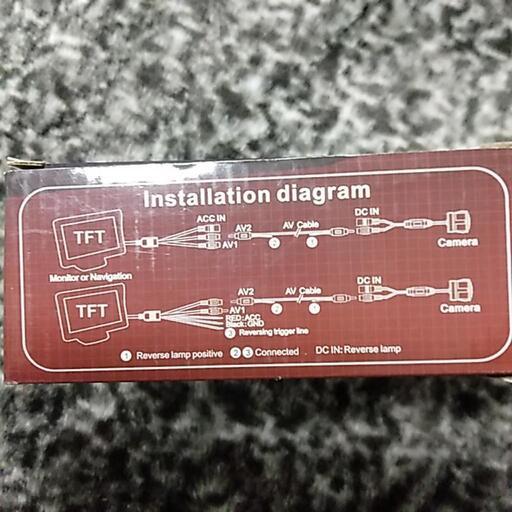 Installation diagram
TFT
ACC IN
AV1
AV2
AV Cable
② ①
DC IN
Camera
Monitor or Navigation
TFT
AV1
RED:ACC
Black:GND
③ Reversing trigger line
AV2
AV Cable
② ①
DC IN
Camera
① Reverse lamp positive ② ③ Connected DC IN: Reverse lamp